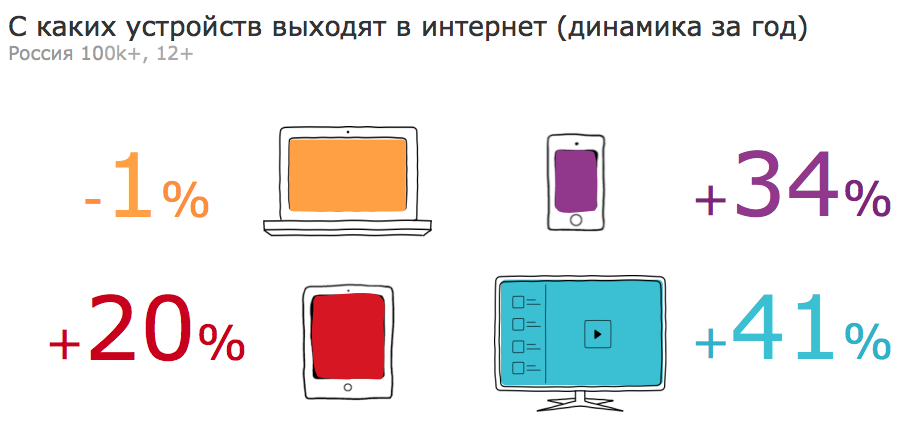 С каких устройств выходят в интернет (динамика за год)
Россия 100k+, 12+
-1%
+34%
+20%
+41%